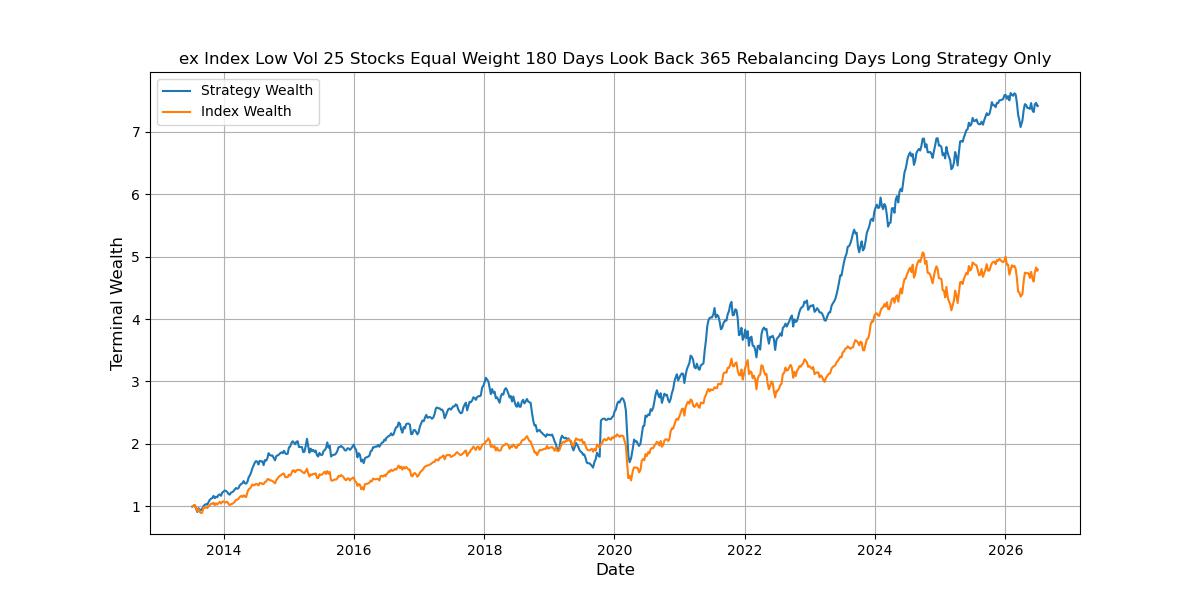 ex Index Low Vol 25 Stocks Equal Weight 180 Days Look Back 365 Rebalancing Days Long Strategy Only
Strategy Wealth
Index Wealth
Terminal Wealth
7
6
5
4
3
2
1
2014 2016 2018 2020 2022 2024 2026
Date